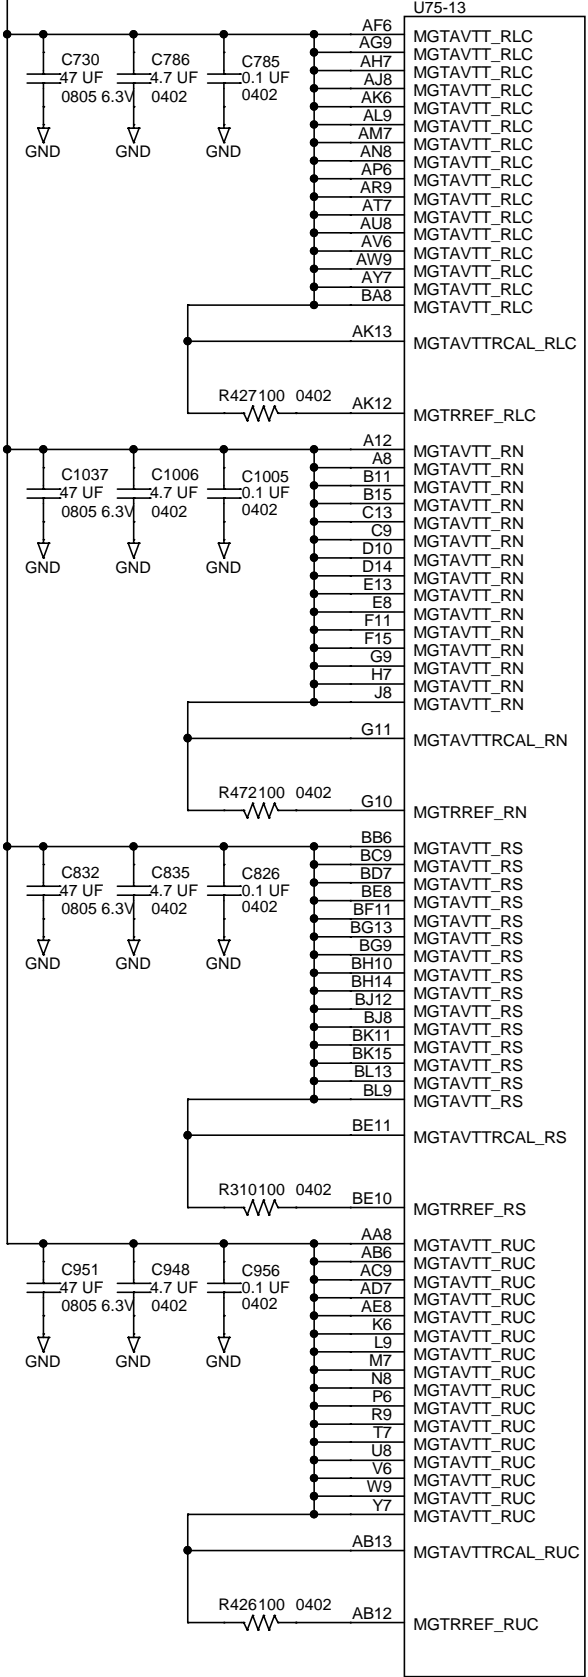 U75-13
AF6 MGTAVTT_RLC
AG9 MGTAVTT_RLC
AH7 MGTAVTT_RLC
AJ8 MGTAVTT_RLC
AK6 MGTAVTT_RLC
AL9 MGTAVTT_RLC
AM7 MGTAVTT_RLC
AN8 MGTAVTT_RLC
AP6 MGTAVTT_RLC
AR9 MGTAVTT_RLC
AT7 MGTAVTT_RLC
AU8 MGTAVTT_RLC
AV6 MGTAVTT_RLC
AW9 MGTAVTT_RLC
AY7 MGTAVTT_RLC
BA8 MGTAVTT_RLC
C730 C786 C785
47 UF 4.7 UF 0.1 UF
0805 6.3V 0402 0402
GND GND GND
AK13 MGTAVTTRCAL_RLC
R427 100 0402 AK12 MGTRREF_RLC
A12 MGTAVTT_RN
A8 MGTAVTT_RN
B11 MGTAVTT_RN
B15 MGTAVTT_RN
C13 MGTAVTT_RN
C9 MGTAVTT_RN
D10 MGTAVTT_RN
D14 MGTAVTT_RN
E13 MGTAVTT_RN
E8 MGTAVTT_RN
F11 MGTAVTT_RN
F15 MGTAVTT_RN
G9 MGTAVTT_RN
H7 MGTAVTT_RN
J8 MGTAVTT_RN
C1037 C1006 C1005
47 UF 4.7 UF 0.1 UF
0805 6.3V 0402 0402
GND GND GND
G11 MGTAVTTRCAL_RN
R472 100 0402 G10 MGTRREF_RN
BB6 MGTAVTT_RS
BC9 MGTAVTT_RS
BD7 MGTAVTT_RS
BE8 MGTAVTT_RS
BF11 MGTAVTT_RS
BG13 MGTAVTT_RS
BG9 MGTAVTT_RS
BH10 MGTAVTT_RS
BH14 MGTAVTT_RS
BJ12 MGTAVTT_RS
BJ8 MGTAVTT_RS
BK11 MGTAVTT_RS
BK15 MGTAVTT_RS
BL13 MGTAVTT_RS
BL9 MGTAVTT_RS
C832 C835 C826
47 UF 4.7 UF 0.1 UF
0805 6.3V 0402 0402
GND GND GND
BE11 MGTAVTTRCAL_RS
R310 100 0402 BE10 MGTRREF_RS
AA8 MGTAVTT_RUC
AB6 MGTAVTT_RUC
AC9 MGTAVTT_RUC
AD7 MGTAVTT_RUC
AE8 MGTAVTT_RUC
K6 MGTAVTT_RUC
L9 MGTAVTT_RUC
M7 MGTAVTT_RUC
N8 MGTAVTT_RUC
P6 MGTAVTT_RUC
R9 MGTAVTT_RUC
T7 MGTAVTT_RUC
U8 MGTAVTT_RUC
V6 MGTAVTT_RUC
W9 MGTAVTT_RUC
Y7 MGTAVTT_RUC
C951 C948 C956
47 UF 4.7 UF 0.1 UF
0805 6.3V 0402 0402
GND GND GND
AB13 MGTAVTTRCAL_RUC
R426 100 0402 AB12 MGTRREF_RUC